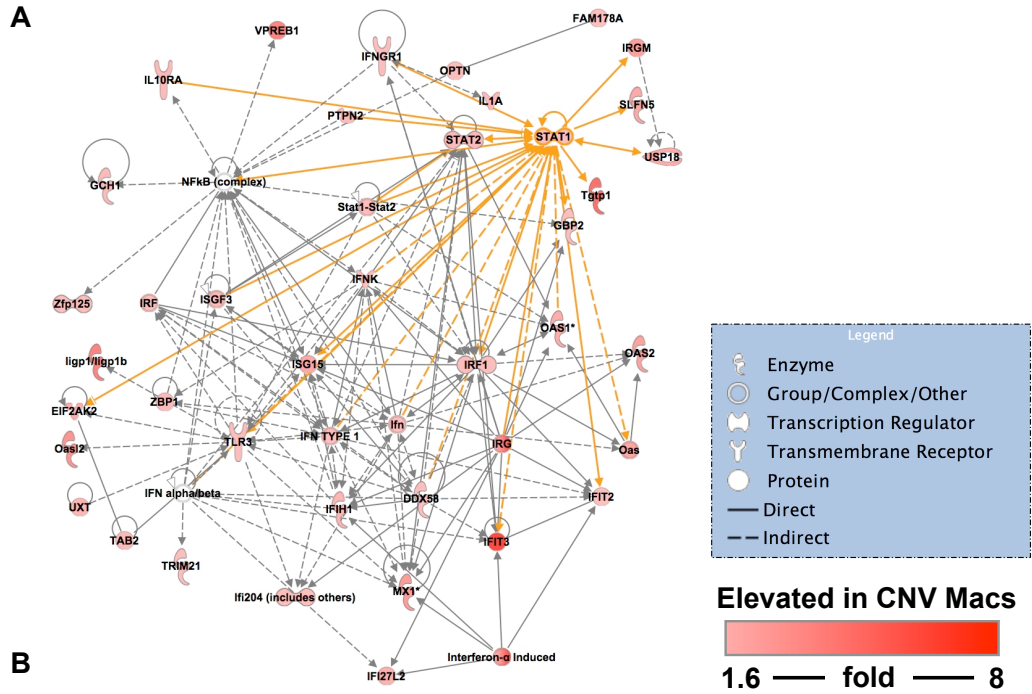 A
FAM178A
VPREB1
IRGM
IFNGR1
OPTN
IL10RA
IL1A
SLFN5
PTPN2
STAT1
STAT2
USP18
GCH1
NFkB (complex)
Tgtp1
Stat1-Stat2
GBP2
IFNK
Zfp125
IRF
ISGF3
OAS1*
OAS2
Iigp1/Iigp1b
ISG15
IRF1
EIF2AK2
ZBP1
Ifn
TLR3
IFN TYPE 1
IRG
Oasl2
Oas
IFN alpha/beta
DDX58
IFIT2
UXT
IFIH1
TAB2
IFIT3
TRIM21
MX1*
Ifi204 (includes others)
Interferon-α Induced
IFI27L2
B
Legend
Enzyme
Group/Complex/Other
Transcription Regulator
Transmembrane Receptor
Protein
Direct
Indirect
Elevated in CNV Macs
1.6 — fold — 8